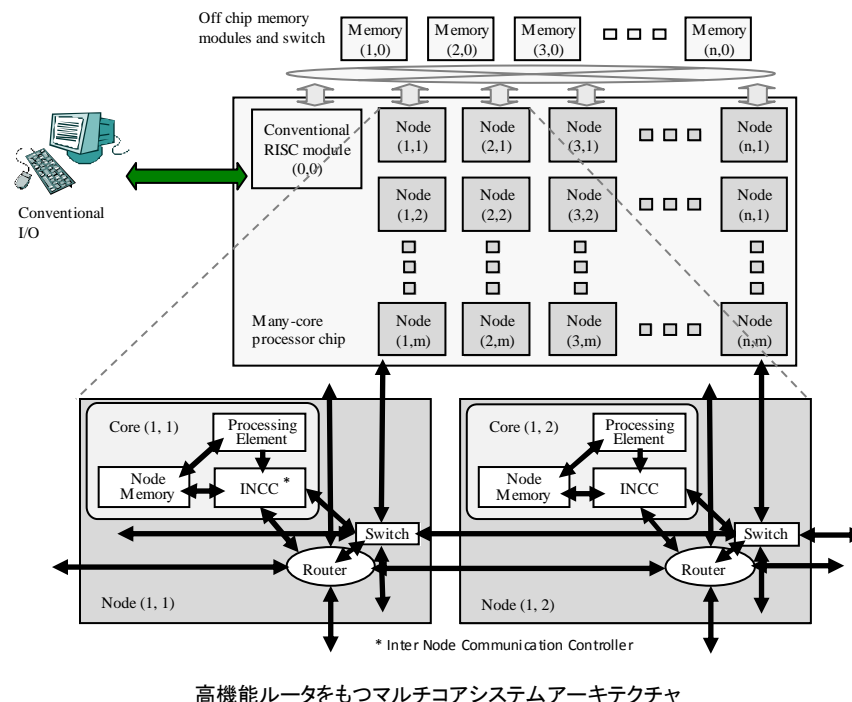 Off chip memory
modules and switch
Memory
(1,0)
Memory
(2,0)
Memory
(3,0)
Memory
(n,0)
Conventional
RISC module
(0,0)
Node
(1,1)
Node
(2,1)
Node
(3,1)
Node
(n,1)
Conventional
I/O
Node
(1,2)
Node
(2,2)
Node
(3,2)
Node
(n,1)
Many-core
processor chip
Node
(1,m)
Node
(2,m)
Node
(3,m)
Node
(n,m)
Core (1, 1)
Processing
Element
Node
Memory
INCC *
Switch
Router
Node (1, 1)
Core (1, 2)
Processing
Element
Node
Memory
INCC
Switch
Router
Node (1, 2)
* Inter Node Communication Controller
高機能ルータをもつマルチコアシステムアーキテクチャ